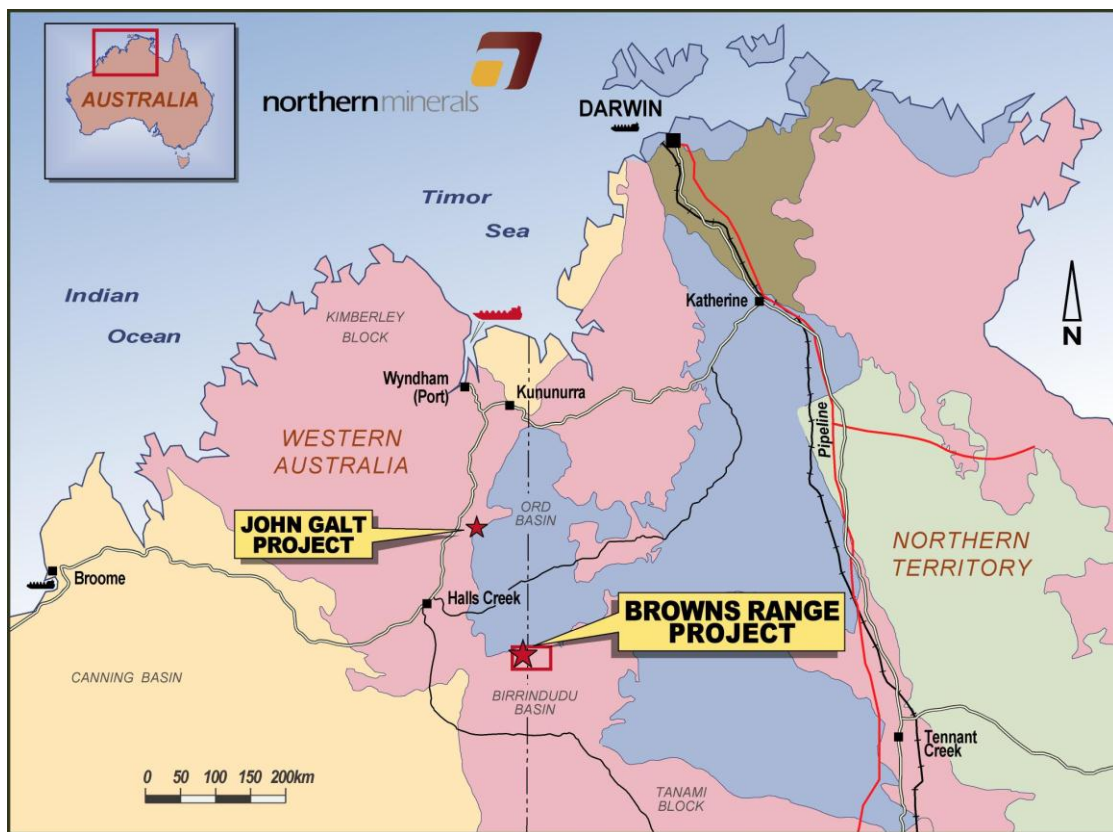 AUSTRALIA
northernminerals
DARWIN
Timor
Sea
Indian
Ocean
KIMBERLEY
BLOCK
Katherine
N
Wyndham
(Port)
Kununurra
WESTERN
AUSTRALIA
Pipeline
JOHN GALT
PROJECT
ORD
BASIN
NORTHERN
TERRITORY
Broome
Halls Creek
BROWNS RANGE
PROJECT
CANNING BASIN
BIRRINDUDU
BASIN
Tennant
Creek
0 50 100 150 200km
TANAMI
BLOCK